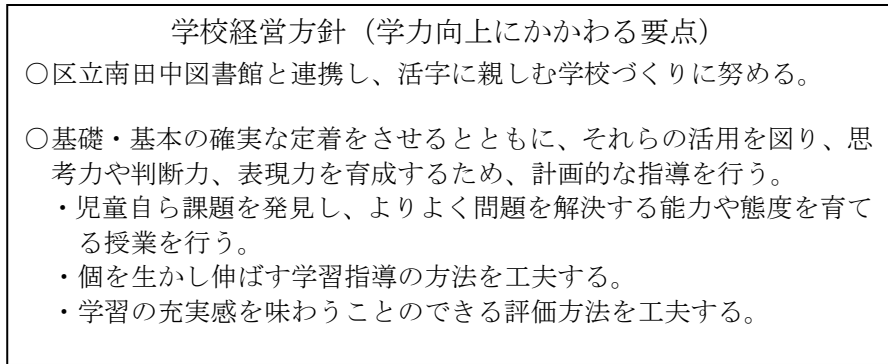 学校経営方針（学力向上にかかわる要点）
○区立南田中図書館と連携し、活字に親しむ学校づくりに努める。
○基礎・基本の確実な定着をさせるとともに、それらの活用を図り、思
考力や判断力、表現力を育成するため、計画的な指導を行う。
・児童自ら課題を発見し、よりよく問題を解決する能力や態度を育て
る授業を行う。
・個を生かし伸ばす学習指導の方法を工夫する。
・学習の充実感を味わうことのできる評価方法を工夫する。